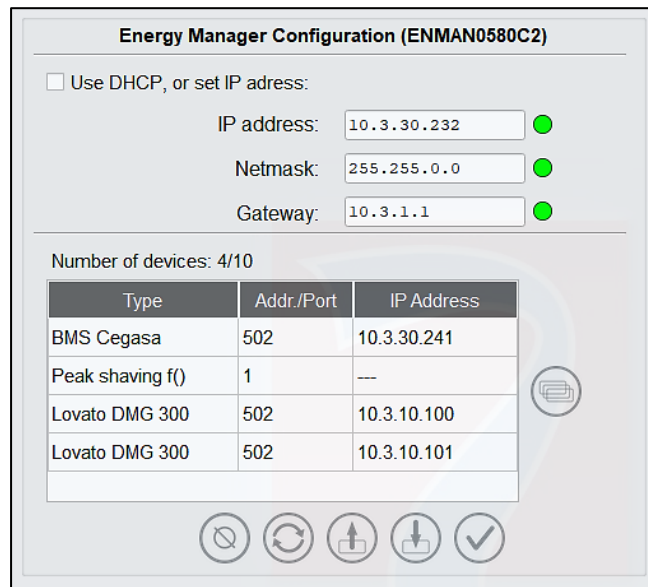 Energy Manager Configuration (ENMAN0580C2)
Use DHCP, or set IP adress:
IP address: 10.3.30.232
Netmask: 255.255.0.0
Gateway: 10.3.1.1
Number of devices: 4/10
Type Addr./Port IP Address
BMS Cegasa 502 10.3.30.241
Peak shaving f() 1 ---
Lovato DMG 300 502 10.3.10.100
Lovato DMG 300 502 10.3.10.101